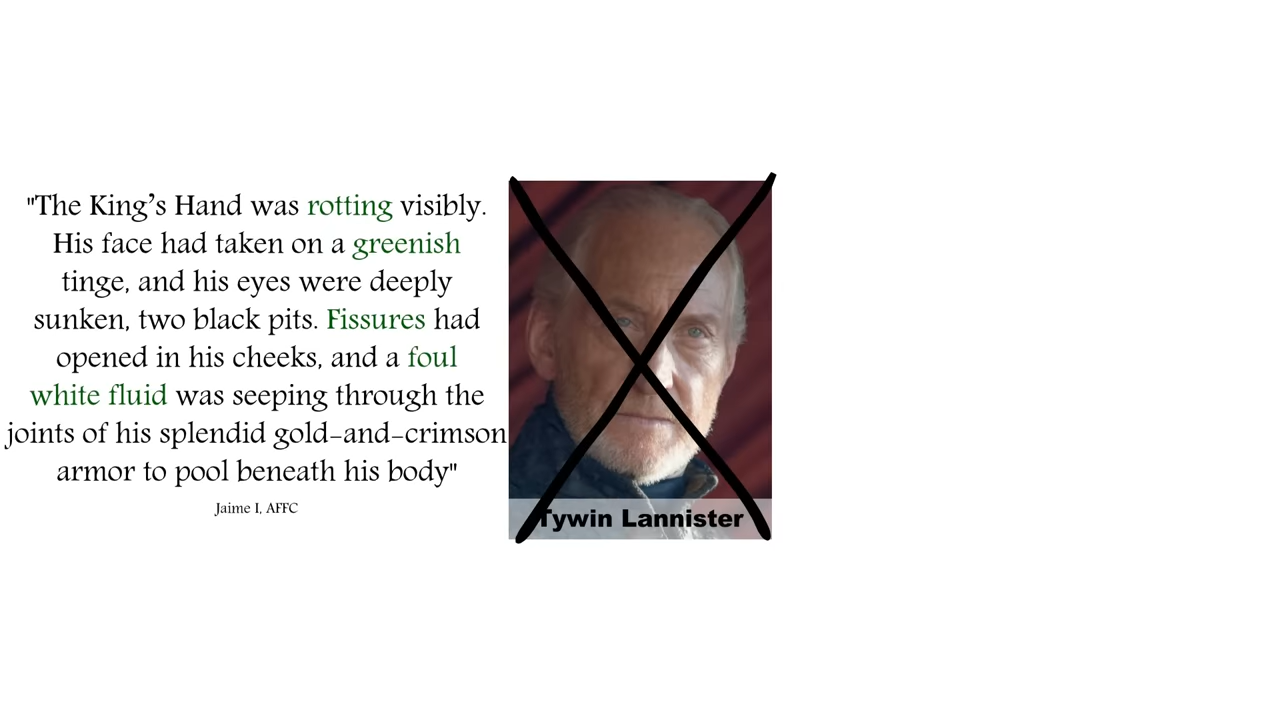 "The King's Hand was rotting visibly.
His face had taken on a greenish
tinge, and his eyes were deeply
sunken, two black pits. Fissures had
opened in his cheeks, and a foul
white fluid was seeping through the
joints of his splendid gold-and-crimson
armor to pool beneath his body"
Jaime I, AFFC
Tywin Lannister